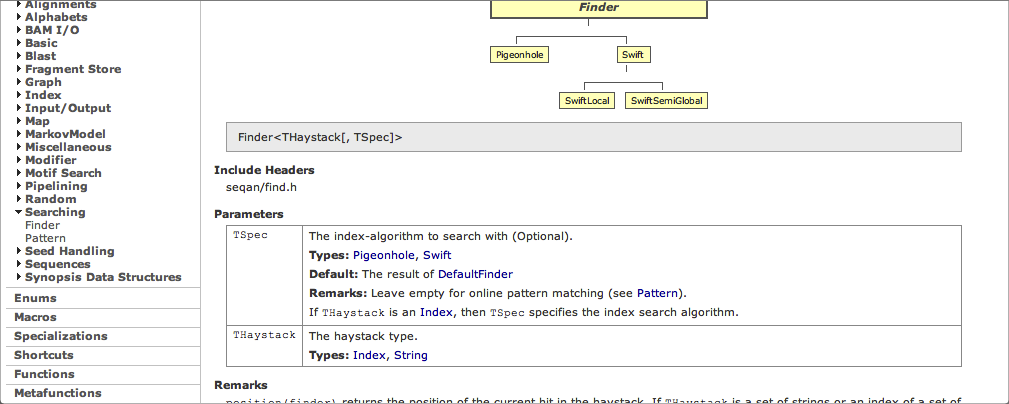 Alignments
Alphabets
BAM I/O
Basic
Blast
Fragment Store
Graph
Index
Input/Output
Map
MarkovModel
Miscellaneous
Modifier
Motif Search
Pipelining
Random
Searching
Finder
Pattern
Seed Handling
Sequences
Synopsis Data Structures
Enums
Macros
Specializations
Shortcuts
Functions
Metafunctions
Finder
Pigeonhole Swift
SwiftLocal SwiftSemiGlobal
Finder<THaystack[, TSpec]>
Include Headers
seqan/find.h
Parameters
TSpec The index-algorithm to search with (Optional).
Types: Pigeonhole, Swift
Default: The result of DefaultFinder
Remarks: Leave empty for online pattern matching (see Pattern).
If THaystack is an Index, then TSpec specifies the index search algorithm.
THaystack The haystack type.
Types: Index, String
Remarks
position(finder) returns the position of the current hit in the haystack. If THaystack is a set of strings or an index of a set of